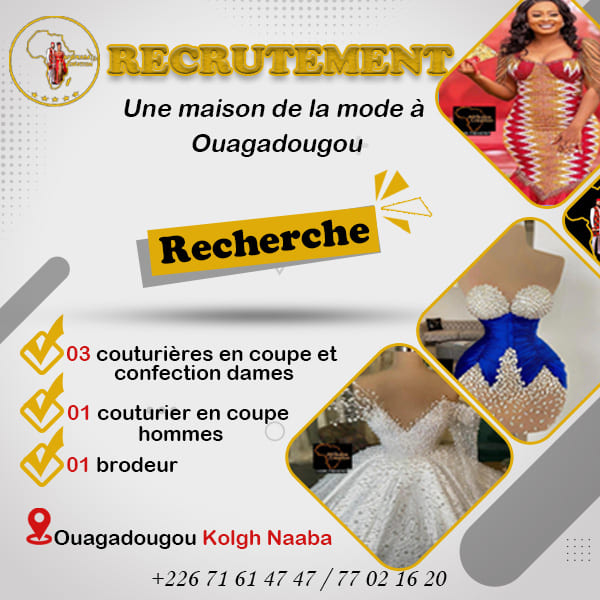 RECRUTEMENT
Une maison de la mode à
Ouagadougou
Recherche
03 couturières en coupe et
confection dames
01 couturier en coupe
hommes
01 brodeur
Ouagadougou Kolgh Naaba
+226 71 61 47 47 / 77 02 16 20